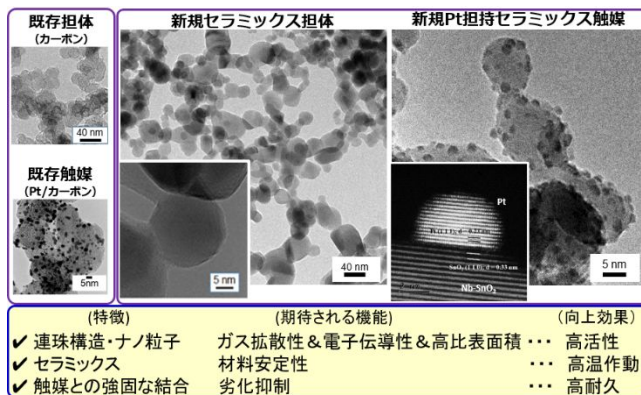 既存担体
(カーボン)
40 nm
既存触媒
(Pt/カーボン)
5nm
新規セラミックス担体
5 nm
40 nm
新規Pt担持セラミックス触媒
Pt
Nb-SnO₂
5 nm
(特徴) (期待される機能) (向上効果)
✔ 連珠構造・ナノ粒子 ガス拡散性&電子伝導性&高比表面積 ・・・ 高活性
✔ セラミックス 材料安定性 ・・・ 高温作動
✔ 触媒との強固な結合 劣化抑制 ・・・ 高耐久